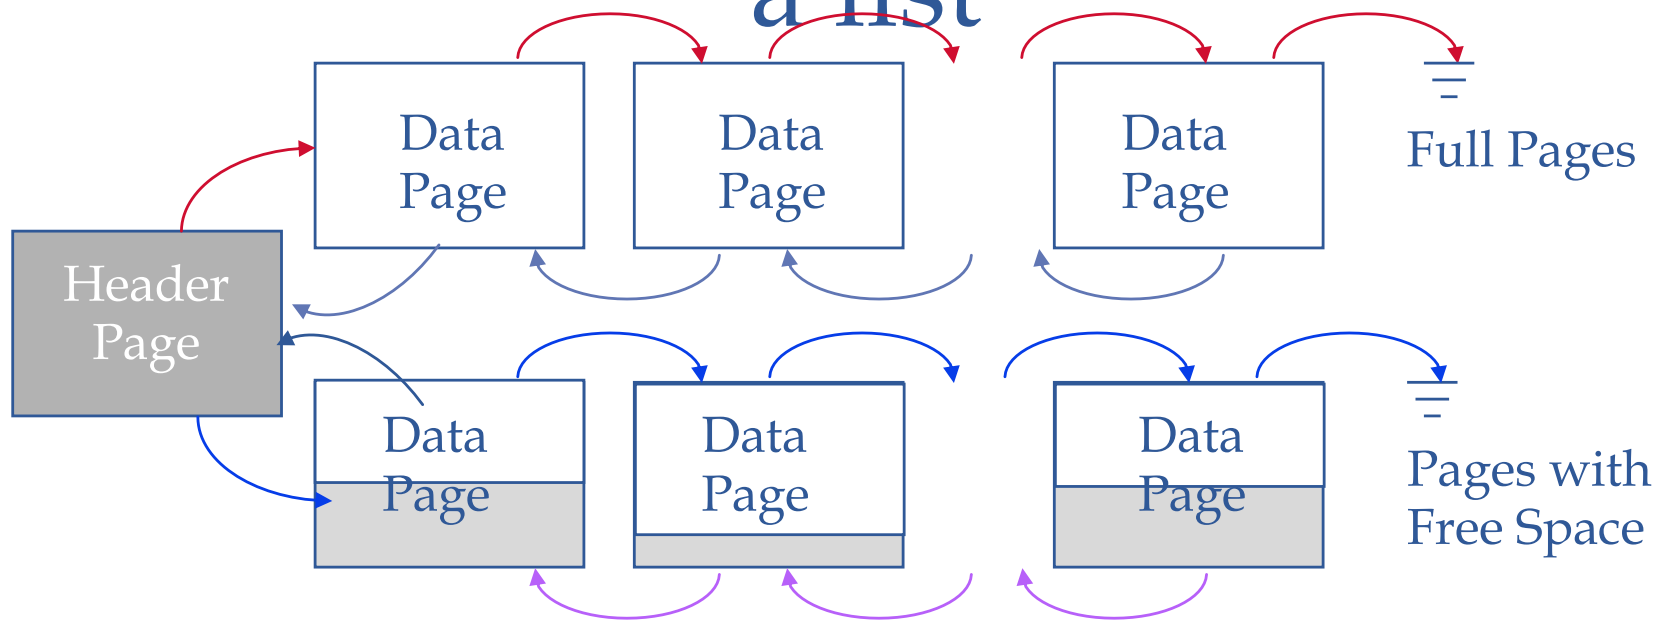 a list
Data
Page
Data
Page
Data
Page
Full Pages
Header
Page
Data
Page
Data
Page
Data
Page
Pages with
Free Space